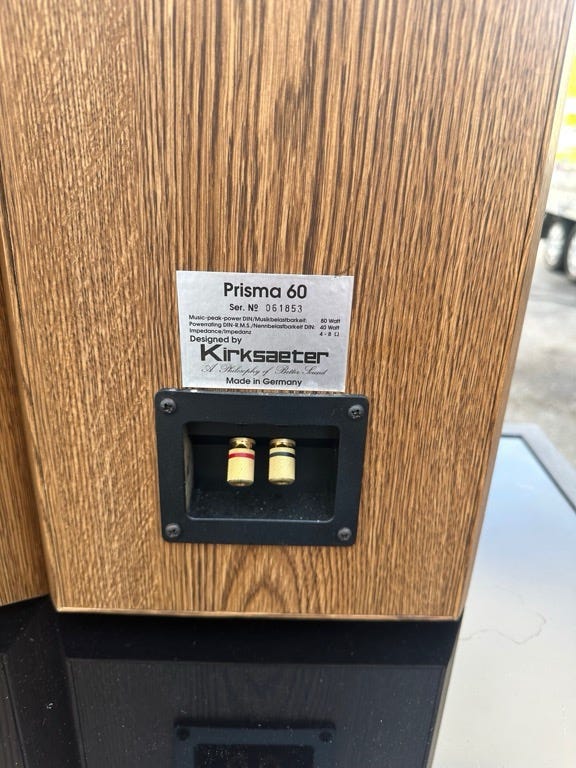 Prisma 60
Ser. Nº 061853
Music-peak-power DIN/Musikbelastbarkeit: 60 Watt
Powerrating DIN-R.M.S./Nennbelastbarkeit DIN: 40 Watt
Impedance/Impedanz 4 - 8 Ω
Designed by
Kirksaeter
A Philosophy of Better Sound
Made in Germany